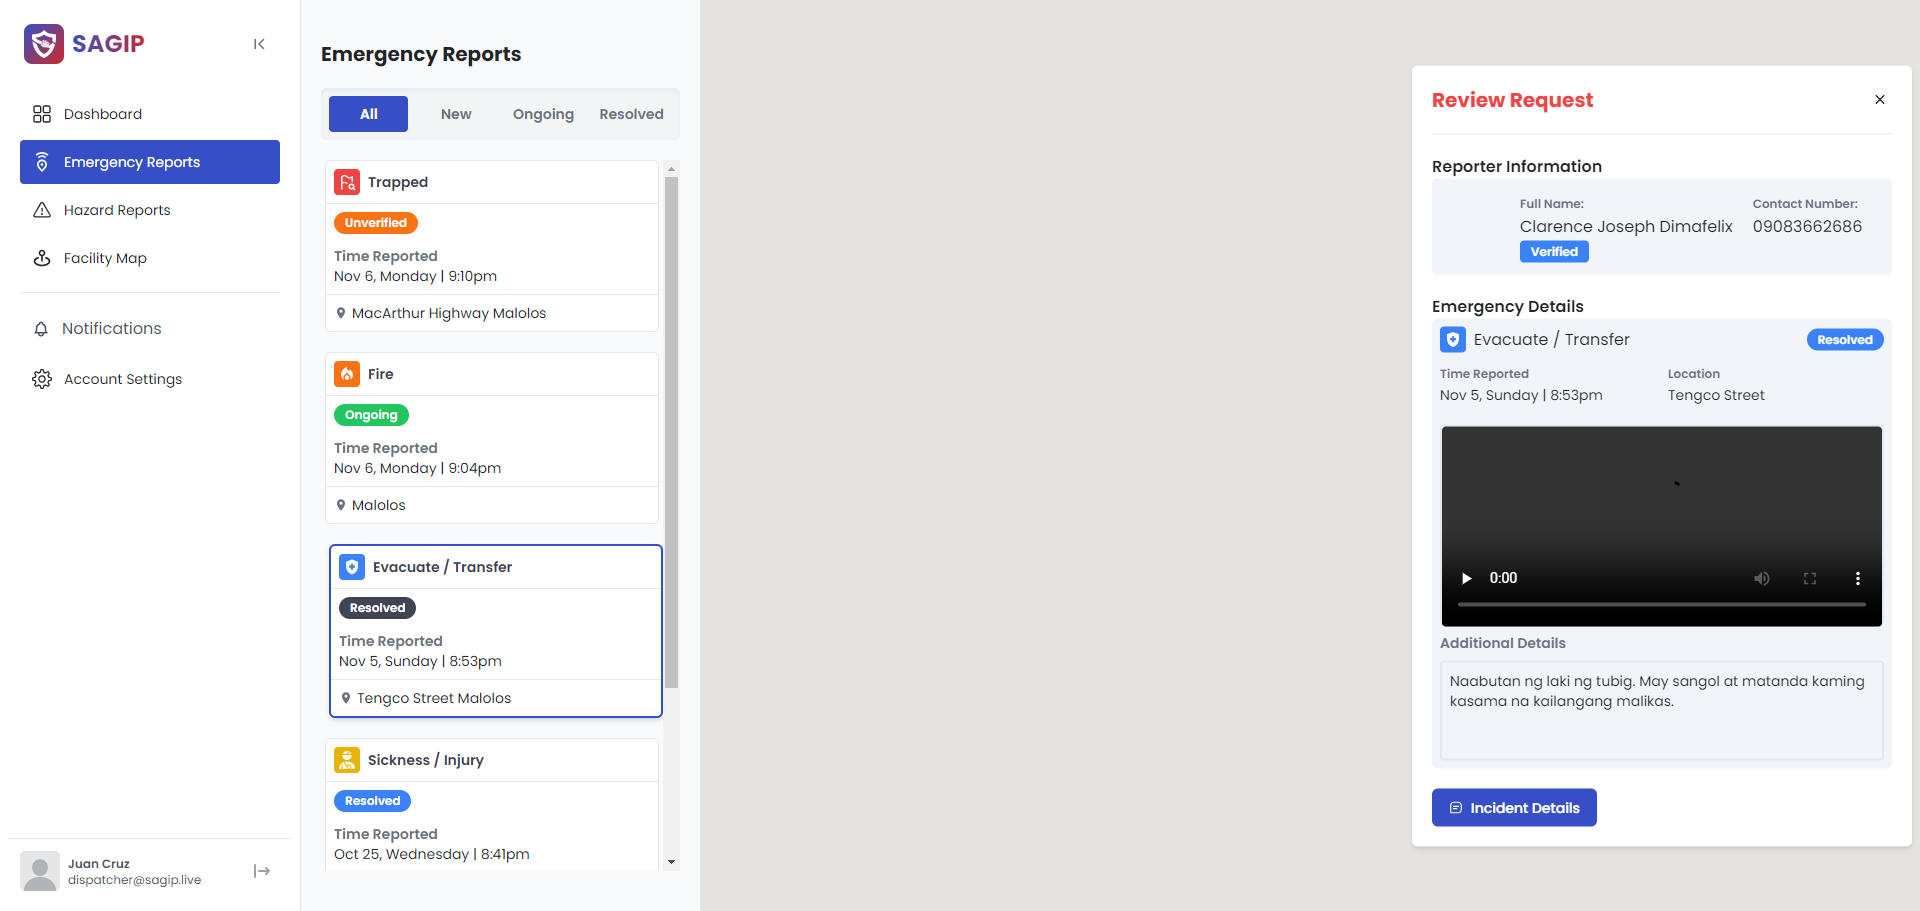 SAGIP
Dashboard
Emergency Reports
Hazard Reports
Facility Map
Notifications
Account Settings
Juan Cruz
dispatcher@sagip.live
Emergency Reports
All New Ongoing Resolved
Trapped
Unverified
Time Reported
Nov 6, Monday | 9:10pm
MacArthur Highway Malolos
Fire
Ongoing
Time Reported
Nov 6, Monday | 9:04pm
Malolos
Evacuate / Transfer
Resolved
Time Reported
Nov 5, Sunday | 8:53pm
Tengco Street Malolos
Sickness / Injury
Resolved
Time Reported
Oct 25, Wednesday | 8:41pm
Review Request
Reporter Information
Full Name: Contact Number:
Clarence Joseph Dimafelix 09083662686
Verified
Emergency Details
Evacuate / Transfer Resolved
Time Reported Location
Nov 5, Sunday | 8:53pm Tengco Street
0:00
Additional Details
Naabutan ng laki ng tubig. May sangol at matanda kaming
kasama na kailangang malikas.
Incident Details